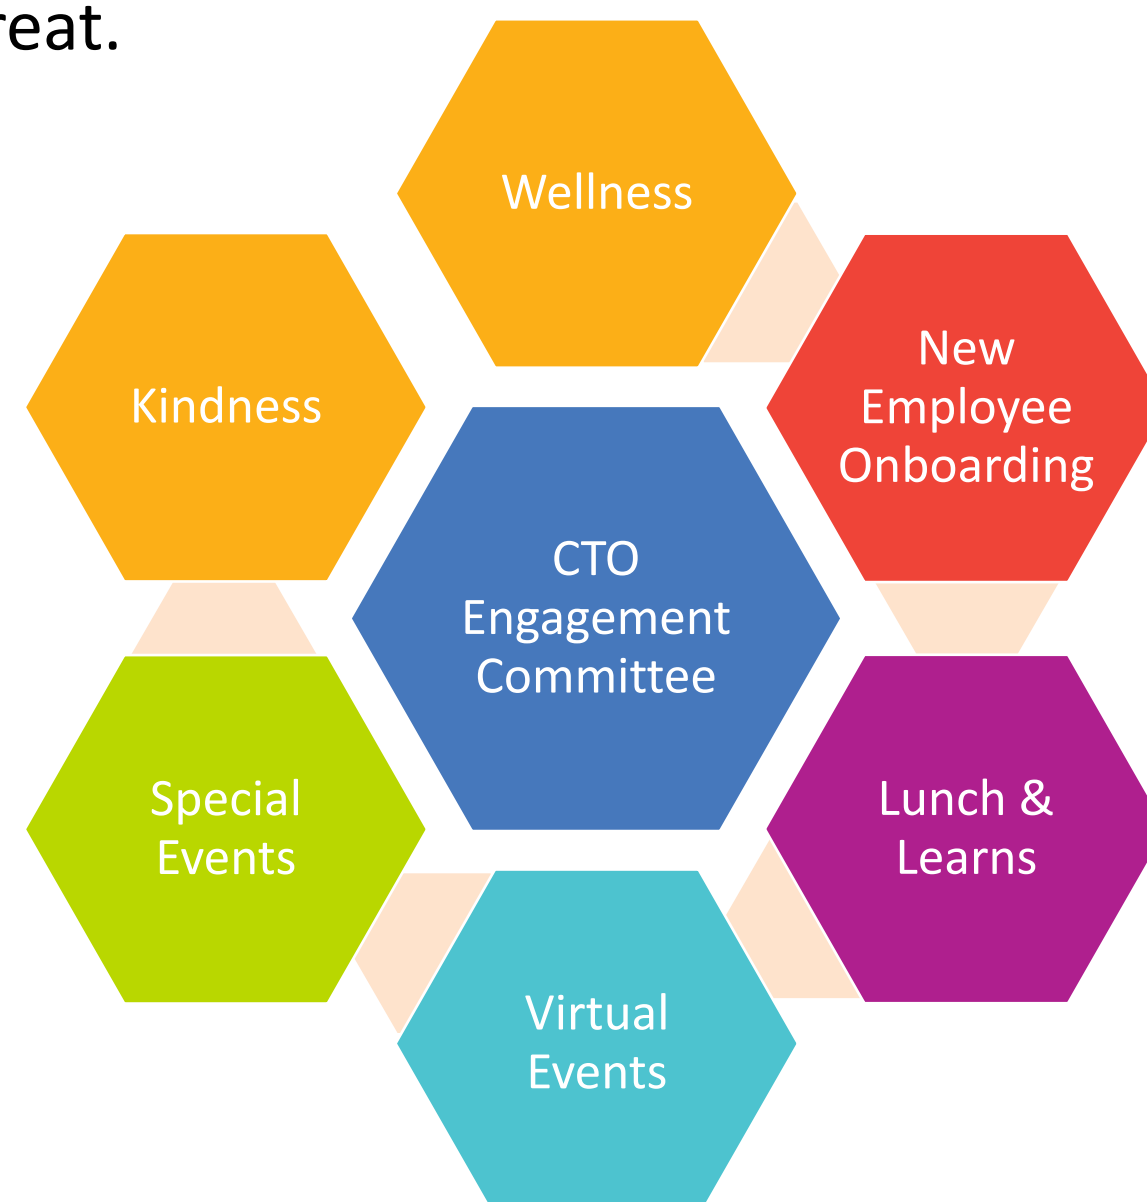 reat.
Wellness
New
Employee
Onboarding
Kindness
CTO
Engagement
Committee
Lunch &
Learns
Special
Events
Virtual
Events